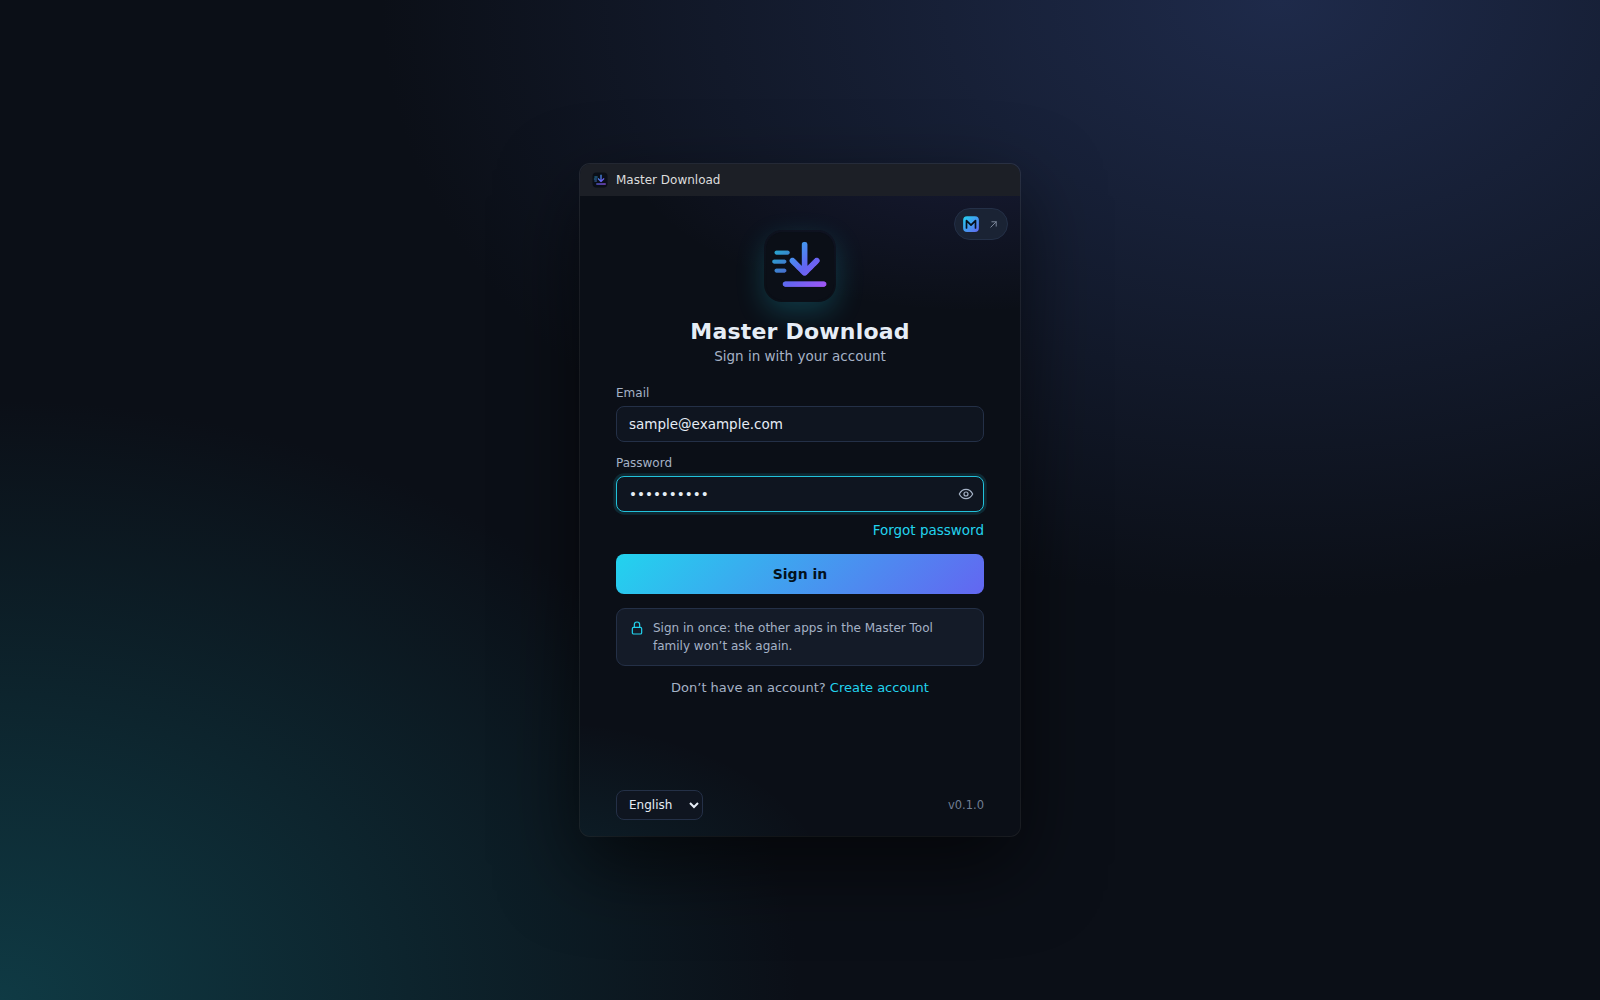 Master Download
Master Download
Sign in with your account
Email
sample@example.com
Password
••••••••••
Forgot password
Sign in
Sign in once: the other apps in the Master Tool
family won’t ask again.
Don’t have an account? Create account
English
v0.1.0